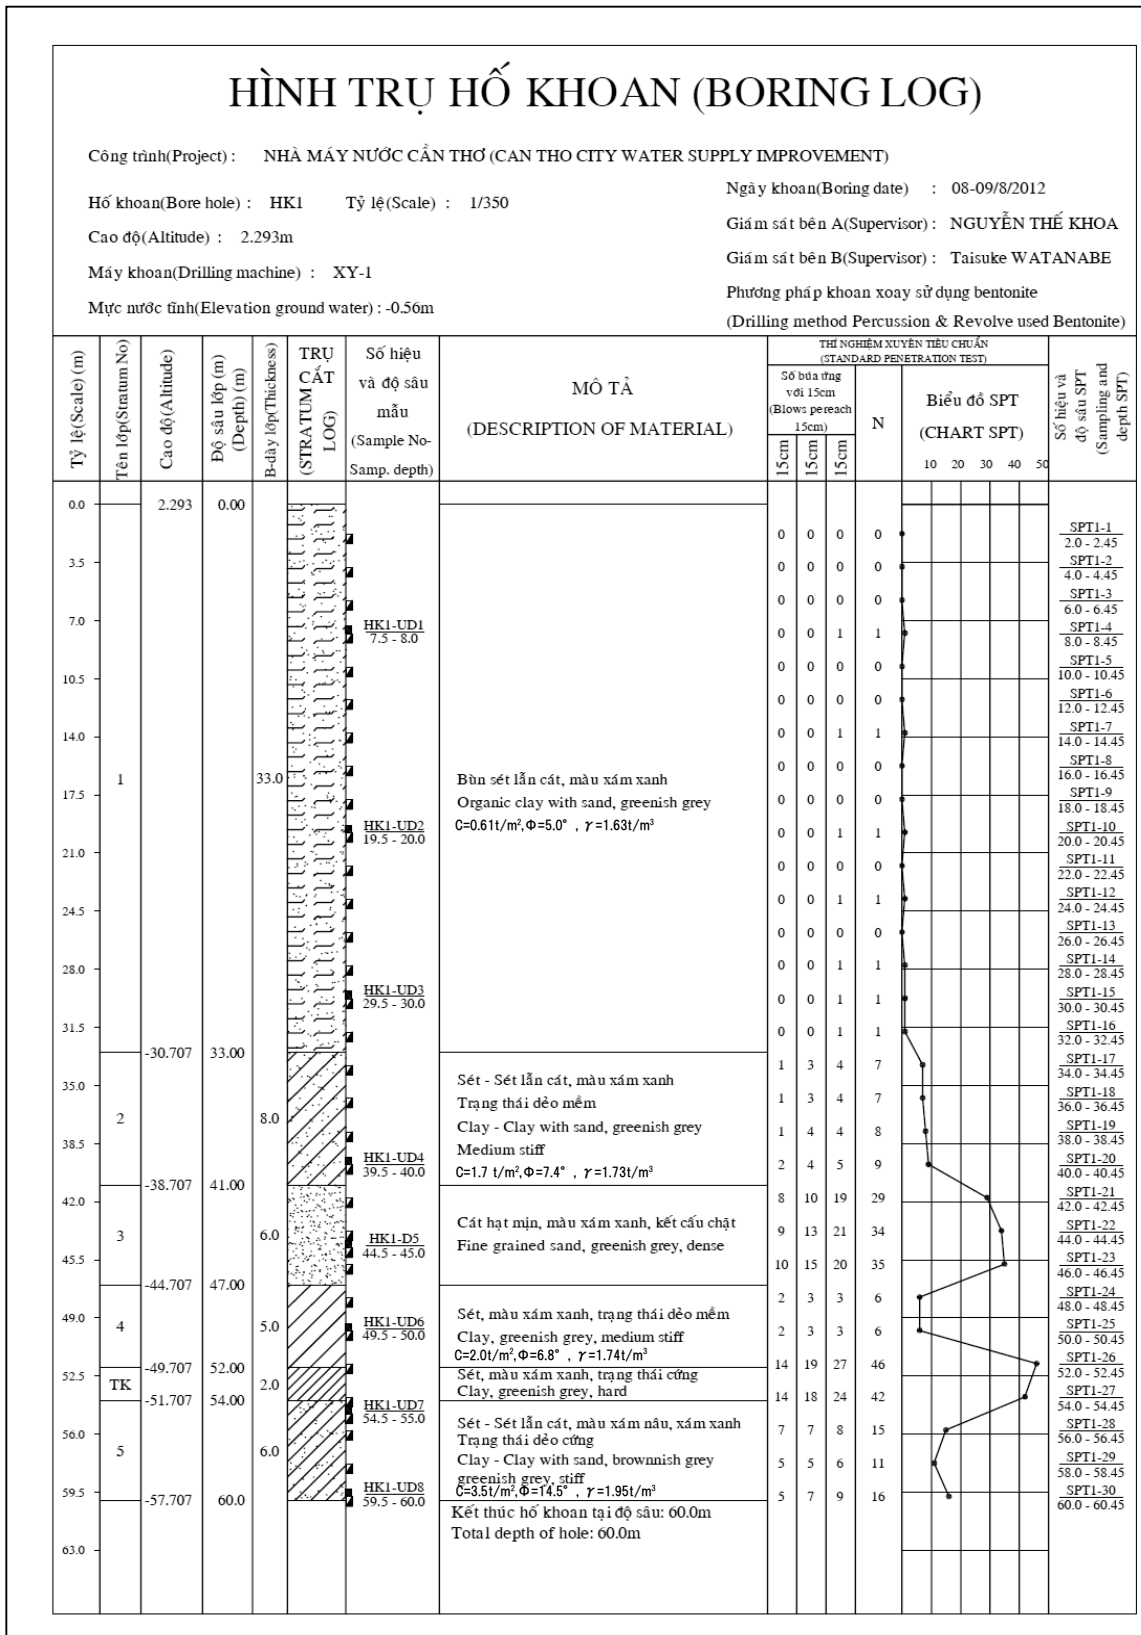 HÌNH TRỤ HỐ KHOAN (BORING LOG)
Công trình(Project) : NHÀ MÁY NƯỚC CẦN THƠ (CAN THO CITY WATER SUPPLY IMPROVEMENT)
Hố khoan(Bore hole) : HK1 Tỷ lệ(Scale) : 1/350
Cao độ(Altitude) : 2.293m
Máy khoan(Drilling machine) : XY-1
Mực nước tĩnh(Elevation ground water) : -0.56m
Ngày khoan(Boring date) : 08-09/8/2012
Giám sát bên A(Supervisor) : NGUYỄN THẾ KHOA
Giám sát bên B(Supervisor) : Taisuke WATANABE
Phương pháp khoan xoay sử dụng bentonite
(Drilling method Percussion & Revolve used Bentonite)
Tỷ lệ(Scale) (m)
Tên lớp(Stratum No)
Cao độ(Altitude)
Độ sâu lớp (m)
(Depth) (m)
B-dày lớp(Thickness)
TRỤ
CẮT
(STRATUM
LOG)
Số hiệu
và độ sâu
mẫu
(Sample No-
Samp. depth)
MÔ TẢ
(DESCRIPTION OF MATERIAL)
THÍ NGHIỆM XUYÊN TIÊU CHUẨN
(STANDARD PENETRATION TEST)
Số búa ứng
với 15cm
(Blows pereach
15cm)
15cm 15cm 15cm
N
Biểu đồ SPT
(CHART SPT)
10 20 30 40 50
Số hiệu và
độ sâu SPT
(Sampling and
depth SPT)
0.0
3.5
7.0
10.5
14.0
17.5
21.0
24.5
28.0
31.5
35.0
38.5
42.0
45.5
49.0
52.5
56.0
59.5
63.0
1
2
3
4
TK
5
2.293 0.00
-30.707 33.00
-38.707 41.00
-44.707 47.00
-49.707 52.00
-51.707 54.00
-57.707 60.0
33.0
8.0
6.0
5.0
2.0
6.0
HK1-UD1
7.5 - 8.0
HK1-UD2
19.5 - 20.0
HK1-UD3
29.5 - 30.0
HK1-UD4
39.5 - 40.0
HK1-D5
44.5 - 45.0
HK1-UD6
49.5 - 50.0
HK1-UD7
54.5 - 55.0
HK1-UD8
59.5 - 60.0
Bùn sét lẫn cát, màu xám xanh
Organic clay with sand, greenish grey
C=0.61t/m², Φ=5.0° , γ=1.63t/m³
Sét - Sét lẫn cát, màu xám xanh
Trạng thái dẻo mềm
Clay - Clay with sand, greenish grey
Medium stiff
C=1.7 t/m², Φ=7.4° , γ=1.73t/m³
Cát hạt mịn, màu xám xanh, kết cấu chặt
Fine grained sand, greenish grey, dense
Sét, màu xám xanh, trạng thái dẻo mềm
Clay, greenish grey, medium stiff
C=2.0t/m², Φ=6.8° , γ=1.74t/m³
Sét, màu xám xanh, trạng thái cứng
Clay, greenish grey, hard
Sét - Sét lẫn cát, màu xám nâu, xám xanh
Trạng thái dẻo cứng
Clay - Clay with sand, brownnish grey
greenish grey, stiff
C=3.5t/m², Φ=14.5° , γ=1.95t/m³
Kết thúc hố khoan tại độ sâu: 60.0m
Total depth of hole: 60.0m
0 0 0 0
0 0 0 0
0 0 0 0
0 0 1 1
0 0 0 0
0 0 0 0
0 0 1 1
0 0 0 0
0 0 0 0
0 0 1 1
0 0 0 0
0 0 1 1
0 0 0 0
0 0 1 1
0 0 1 1
0 0 1 1
1 3 4 7
1 3 4 7
1 4 4 8
2 4 5 9
8 10 19 29
9 13 21 34
10 15 20 35
2 3 3 6
2 3 3 6
14 19 27 46
14 18 24 42
7 7 8 15
5 5 6 11
5 7 9 16
SPT1-1
2.0 - 2.45
SPT1-2
4.0 - 4.45
SPT1-3
6.0 - 6.45
SPT1-4
8.0 - 8.45
SPT1-5
10.0 - 10.45
SPT1-6
12.0 - 12.45
SPT1-7
14.0 - 14.45
SPT1-8
16.0 - 16.45
SPT1-9
18.0 - 18.45
SPT1-10
20.0 - 20.45
SPT1-11
22.0 - 22.45
SPT1-12
24.0 - 24.45
SPT1-13
26.0 - 26.45
SPT1-14
28.0 - 28.45
SPT1-15
30.0 - 30.45
SPT1-16
32.0 - 32.45
SPT1-17
34.0 - 34.45
SPT1-18
36.0 - 36.45
SPT1-19
38.0 - 38.45
SPT1-20
40.0 - 40.45
SPT1-21
42.0 - 42.45
SPT1-22
44.0 - 44.45
SPT1-23
46.0 - 46.45
SPT1-24
48.0 - 48.45
SPT1-25
50.0 - 50.45
SPT1-26
52.0 - 52.45
SPT1-27
54.0 - 54.45
SPT1-28
56.0 - 56.45
SPT1-29
58.0 - 58.45
SPT1-30
60.0 - 60.45